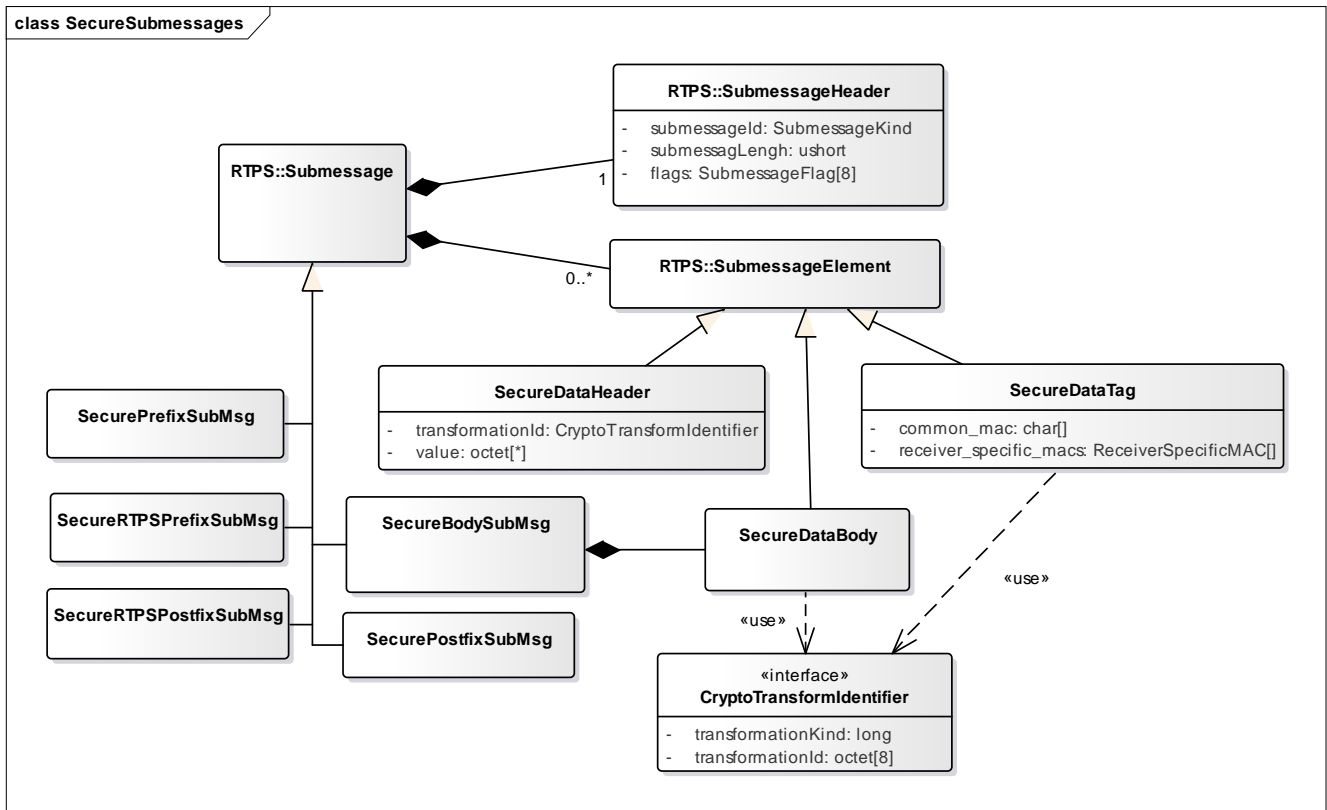 class SecureSubmessages
RTPS::SubmessageHeader
- submessageId: SubmessageKind
- submessagLengh: ushort
- flags: SubmessageFlag[8]
RTPS::Submessage
1
RTPS::SubmessageElement
0..*
SecureDataHeader
- transformationId: CryptoTransformIdentifier
- value: octet[*]
SecureDataTag
- common_mac: char[]
- receiver_specific_macs: ReceiverSpecificMAC[]
SecurePrefixSubMsg
SecureRTPSPrefixSubMsg
SecureBodySubMsg
SecureDataBody
SecureRTPSPostfixSubMsg
SecurePostfixSubMsg
«use»
«use»
«interface»
CryptoTransformIdentifier
- transformationKind: long
- transformationId: octet[8]